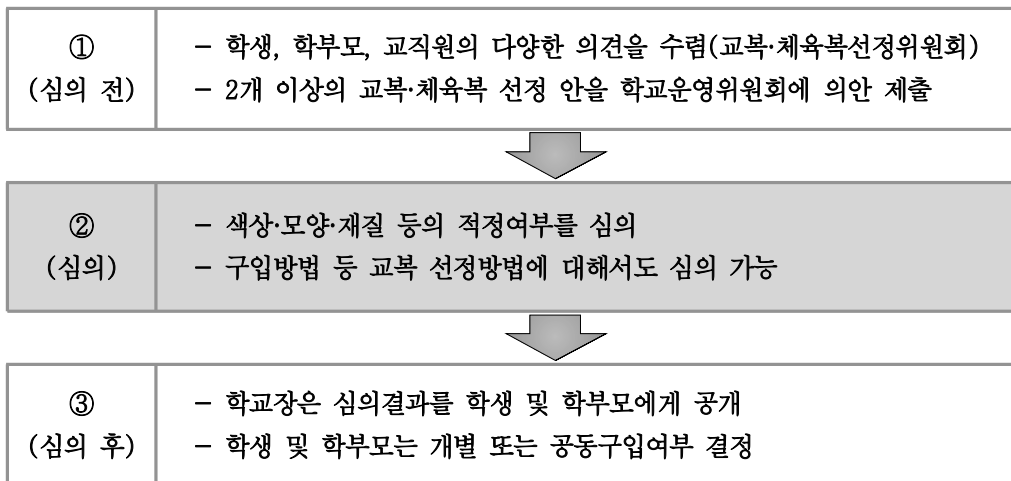 ①
(심의 전)
- 학생, 학부모, 교직원의 다양한 의견을 수렴(교복·체육복선정위원회)
- 2개 이상의 교복·체육복 선정 안을 학교운영위원회에 의안 제출
②
(심의)
- 색상·모양·재질 등의 적정여부를 심의
- 구입방법 등 교복 선정방법에 대해서도 심의 가능
③
(심의 후)
- 학교장은 심의결과를 학생 및 학부모에게 공개
- 학생 및 학부모는 개별 또는 공동구입여부 결정